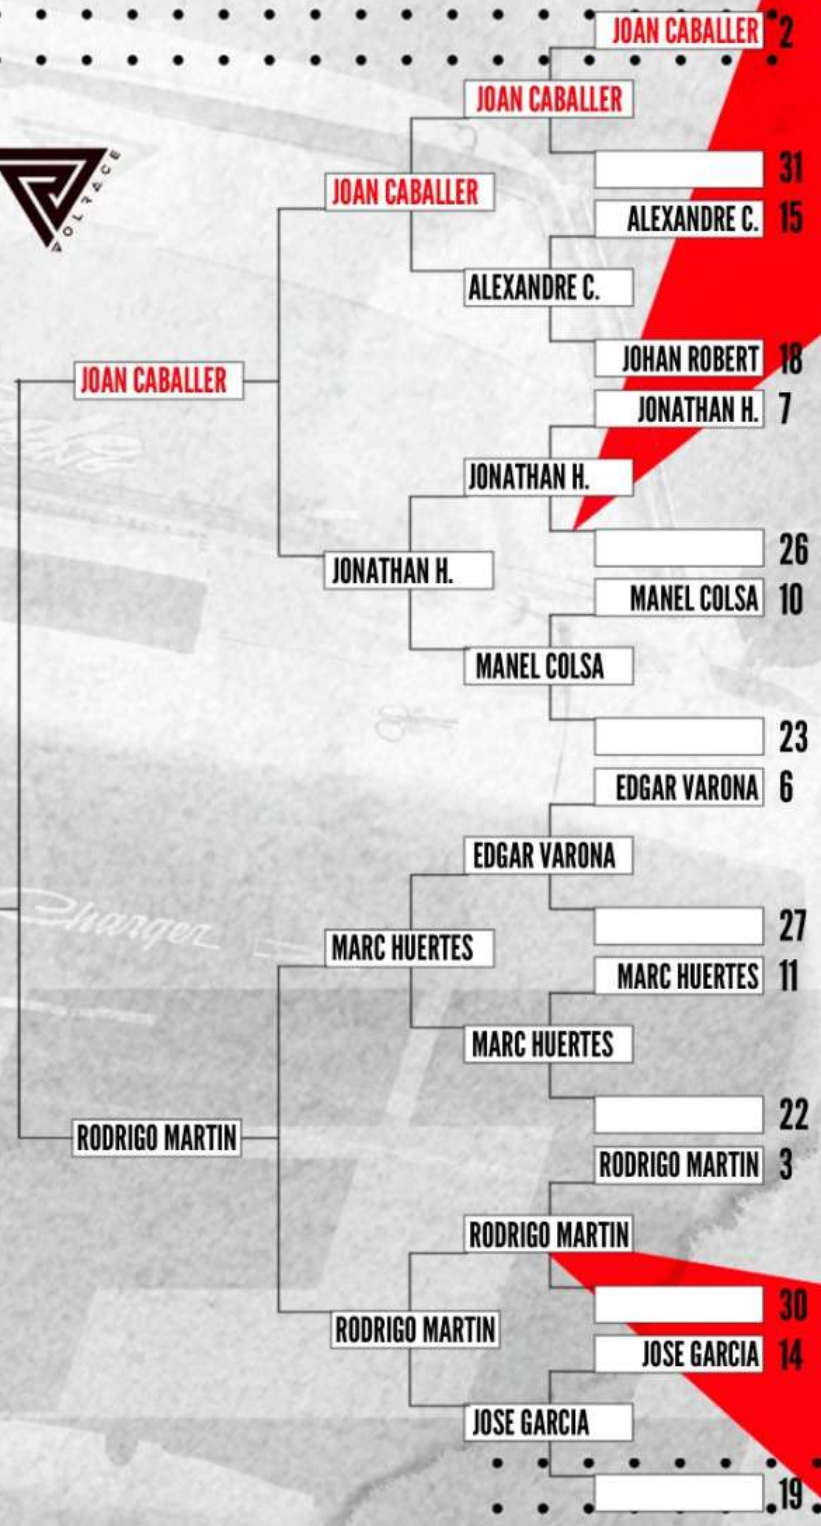 JOAN CABALLER 2
JOAN CABALLER
31
JOAN CABALLER
ALEXANDRE C. 15
ALEXANDRE C.
JOHAN ROBERT 18
JOAN CABALLER
JONATHAN H. 7
JONATHAN H.
26
JONATHAN H.
MANEL COLSA 10
MANEL COLSA
23
EDGAR VARONA 6
EDGAR VARONA
27
Charger
MARC HUERTES
MARC HUERTES 11
MARC HUERTES
22
RODRIGO MARTIN
RODRIGO MARTIN 3
RODRIGO MARTIN
30
RODRIGO MARTIN
JOSE GARCIA 14
JOSE GARCIA
19